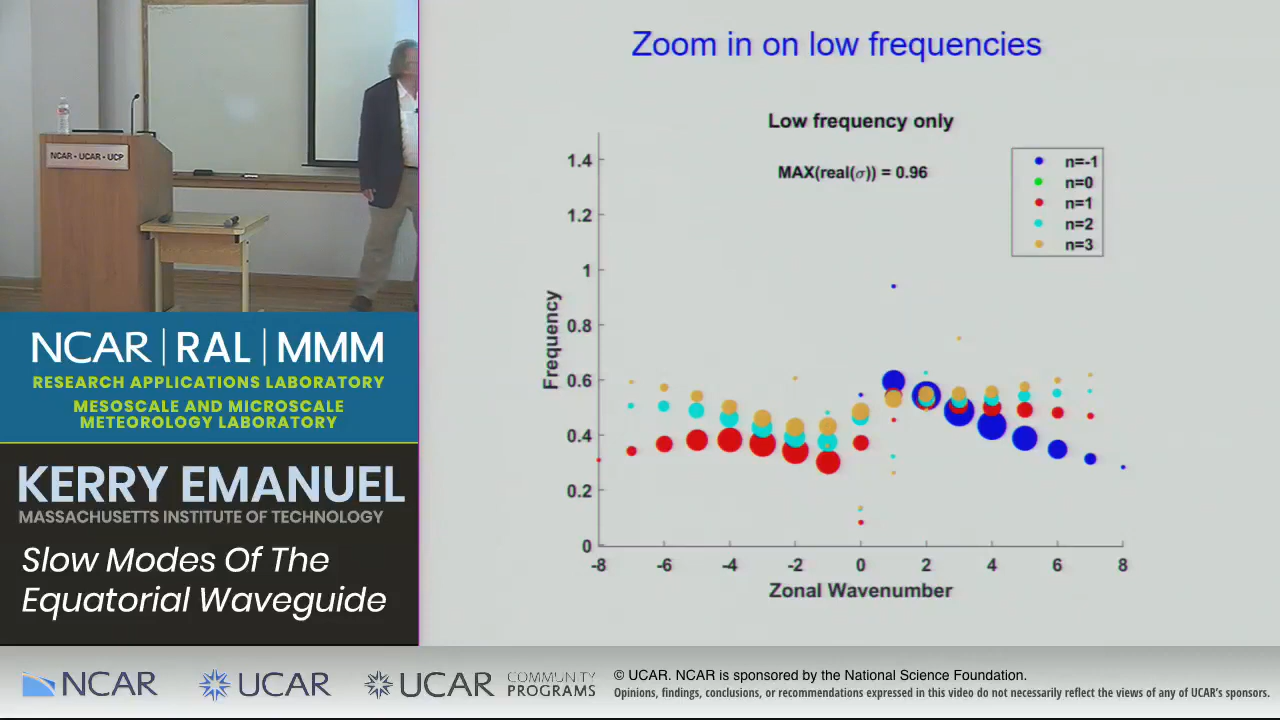 Zoom in on low frequencies
Low frequency only
MAX(real(σ)) = 0.96
n=-1
n=0
n=1
n=2
n=3
Frequency
1.4
1.2
1
0.8
0.6
0.4
0.2
0
-8 -6 -4 -2 0 2 4 6 8
Zonal Wavenumber
NCAR • UCAR • UCP
NCAR | RAL | MMM
RESEARCH APPLICATIONS LABORATORY
MESOSCALE AND MICROSCALE
METEOROLOGY LABORATORY
KERRY EMANUEL
MASSACHUSETTS INSTITUTE OF TECHNOLOGY
Slow Modes Of The
Equatorial Waveguide
NCAR
UCAR
UCAR
COMMUNITY
PROGRAMS
© UCAR. NCAR is sponsored by the National Science Foundation.
Opinions, findings, conclusions, or recommendations expressed in this video do not necessarily reflect the views of any of UCAR's sponsors.